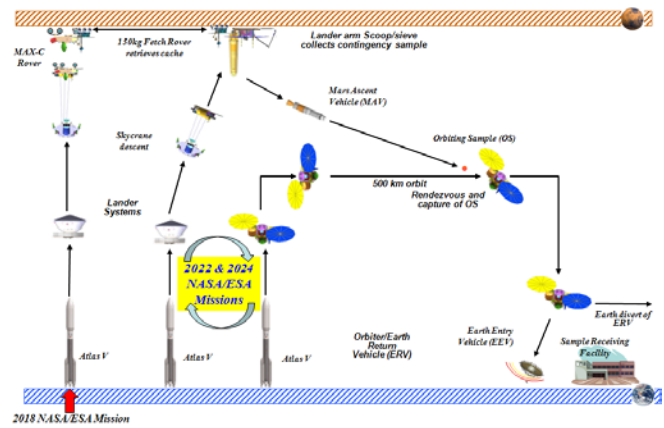 MAX-C
Rover
130kg Fetch Rover
retrieves cache
Lander arm Scoop/sieve
collects contingency sample
Mars Ascent
Vehicle (MAV)
Skycrane
descent
Orbiting Sample (OS)
500 km orbit
Rendezvous and
capture of OS
Lander
Systems
2022 & 2024
NASA/ESA
Missions
Earth divert of
ERV
Orbiter/Earth
Return
Vehicle (ERV)
Earth Entry
Vehicle (EEV)
Sample Receiving
Facility
Atlas V
Atlas V
Atlas V
2018 NASA/ESA Mission